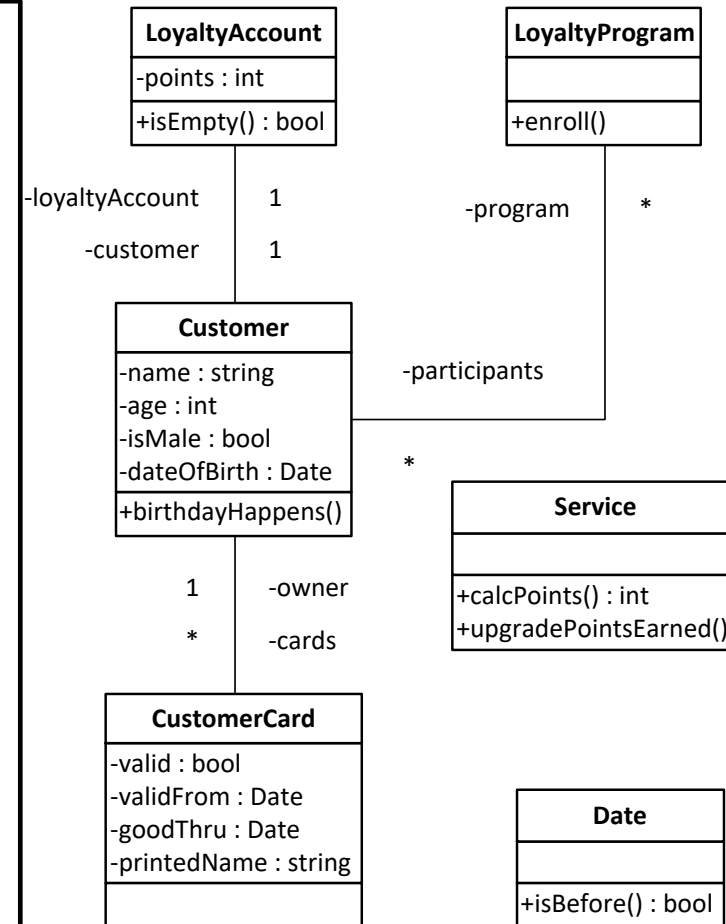 LoyaltyAccount
-points : int
+isEmpty() : bool
LoyaltyProgram
+enroll()
-loyaltyAccount 1
-customer 1
-program *
Customer
-name : string
-age : int
-isMale : bool
-dateOfBirth : Date
+birthdayHappens()
-participants
*
1 -owner
* -cards
Service
+calcPoints() : int
+upgradePointsEarned()
CustomerCard
-valid : bool
-validFrom : Date
-goodThru : Date
-printedName : string
Date
+isBefore() : bool